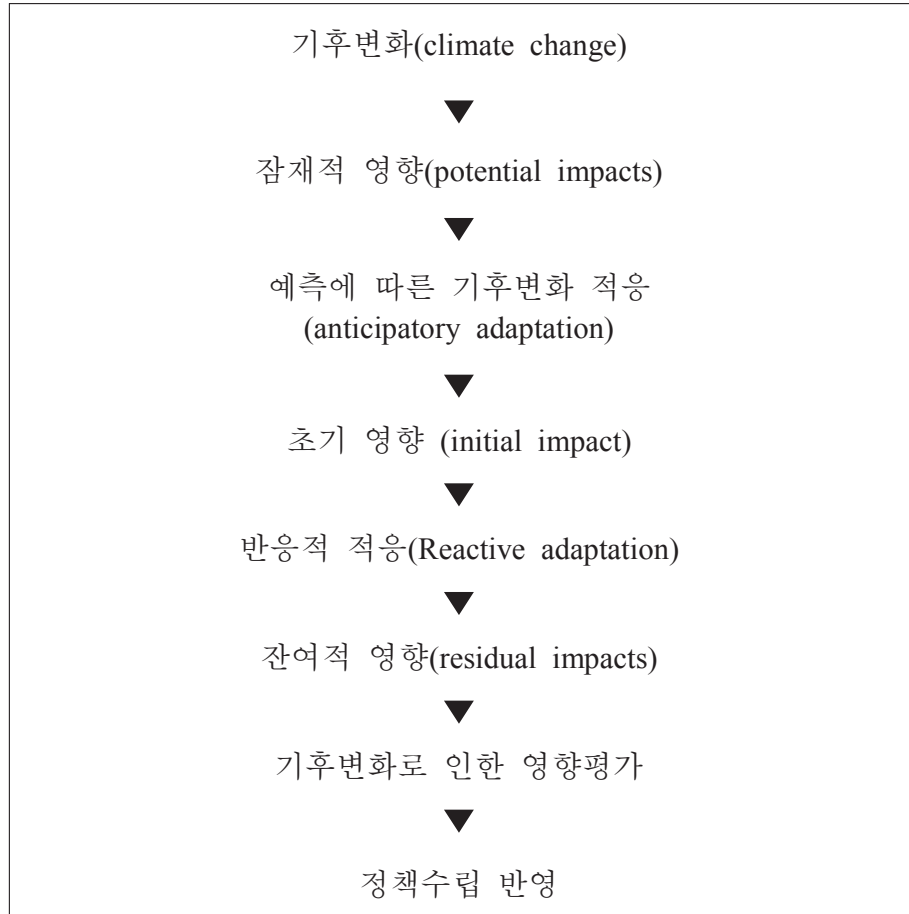 기후변화(climate change)
잠재적 영향(potential impacts)
예측에 따른 기후변화 적응
(anticipatory adaptation)
초기 영향 (initial impact)
반응적 적응(Reactive adaptation)
잔여적 영향(residual impacts)
기후변화로 인한 영향평가
정책수립 반영